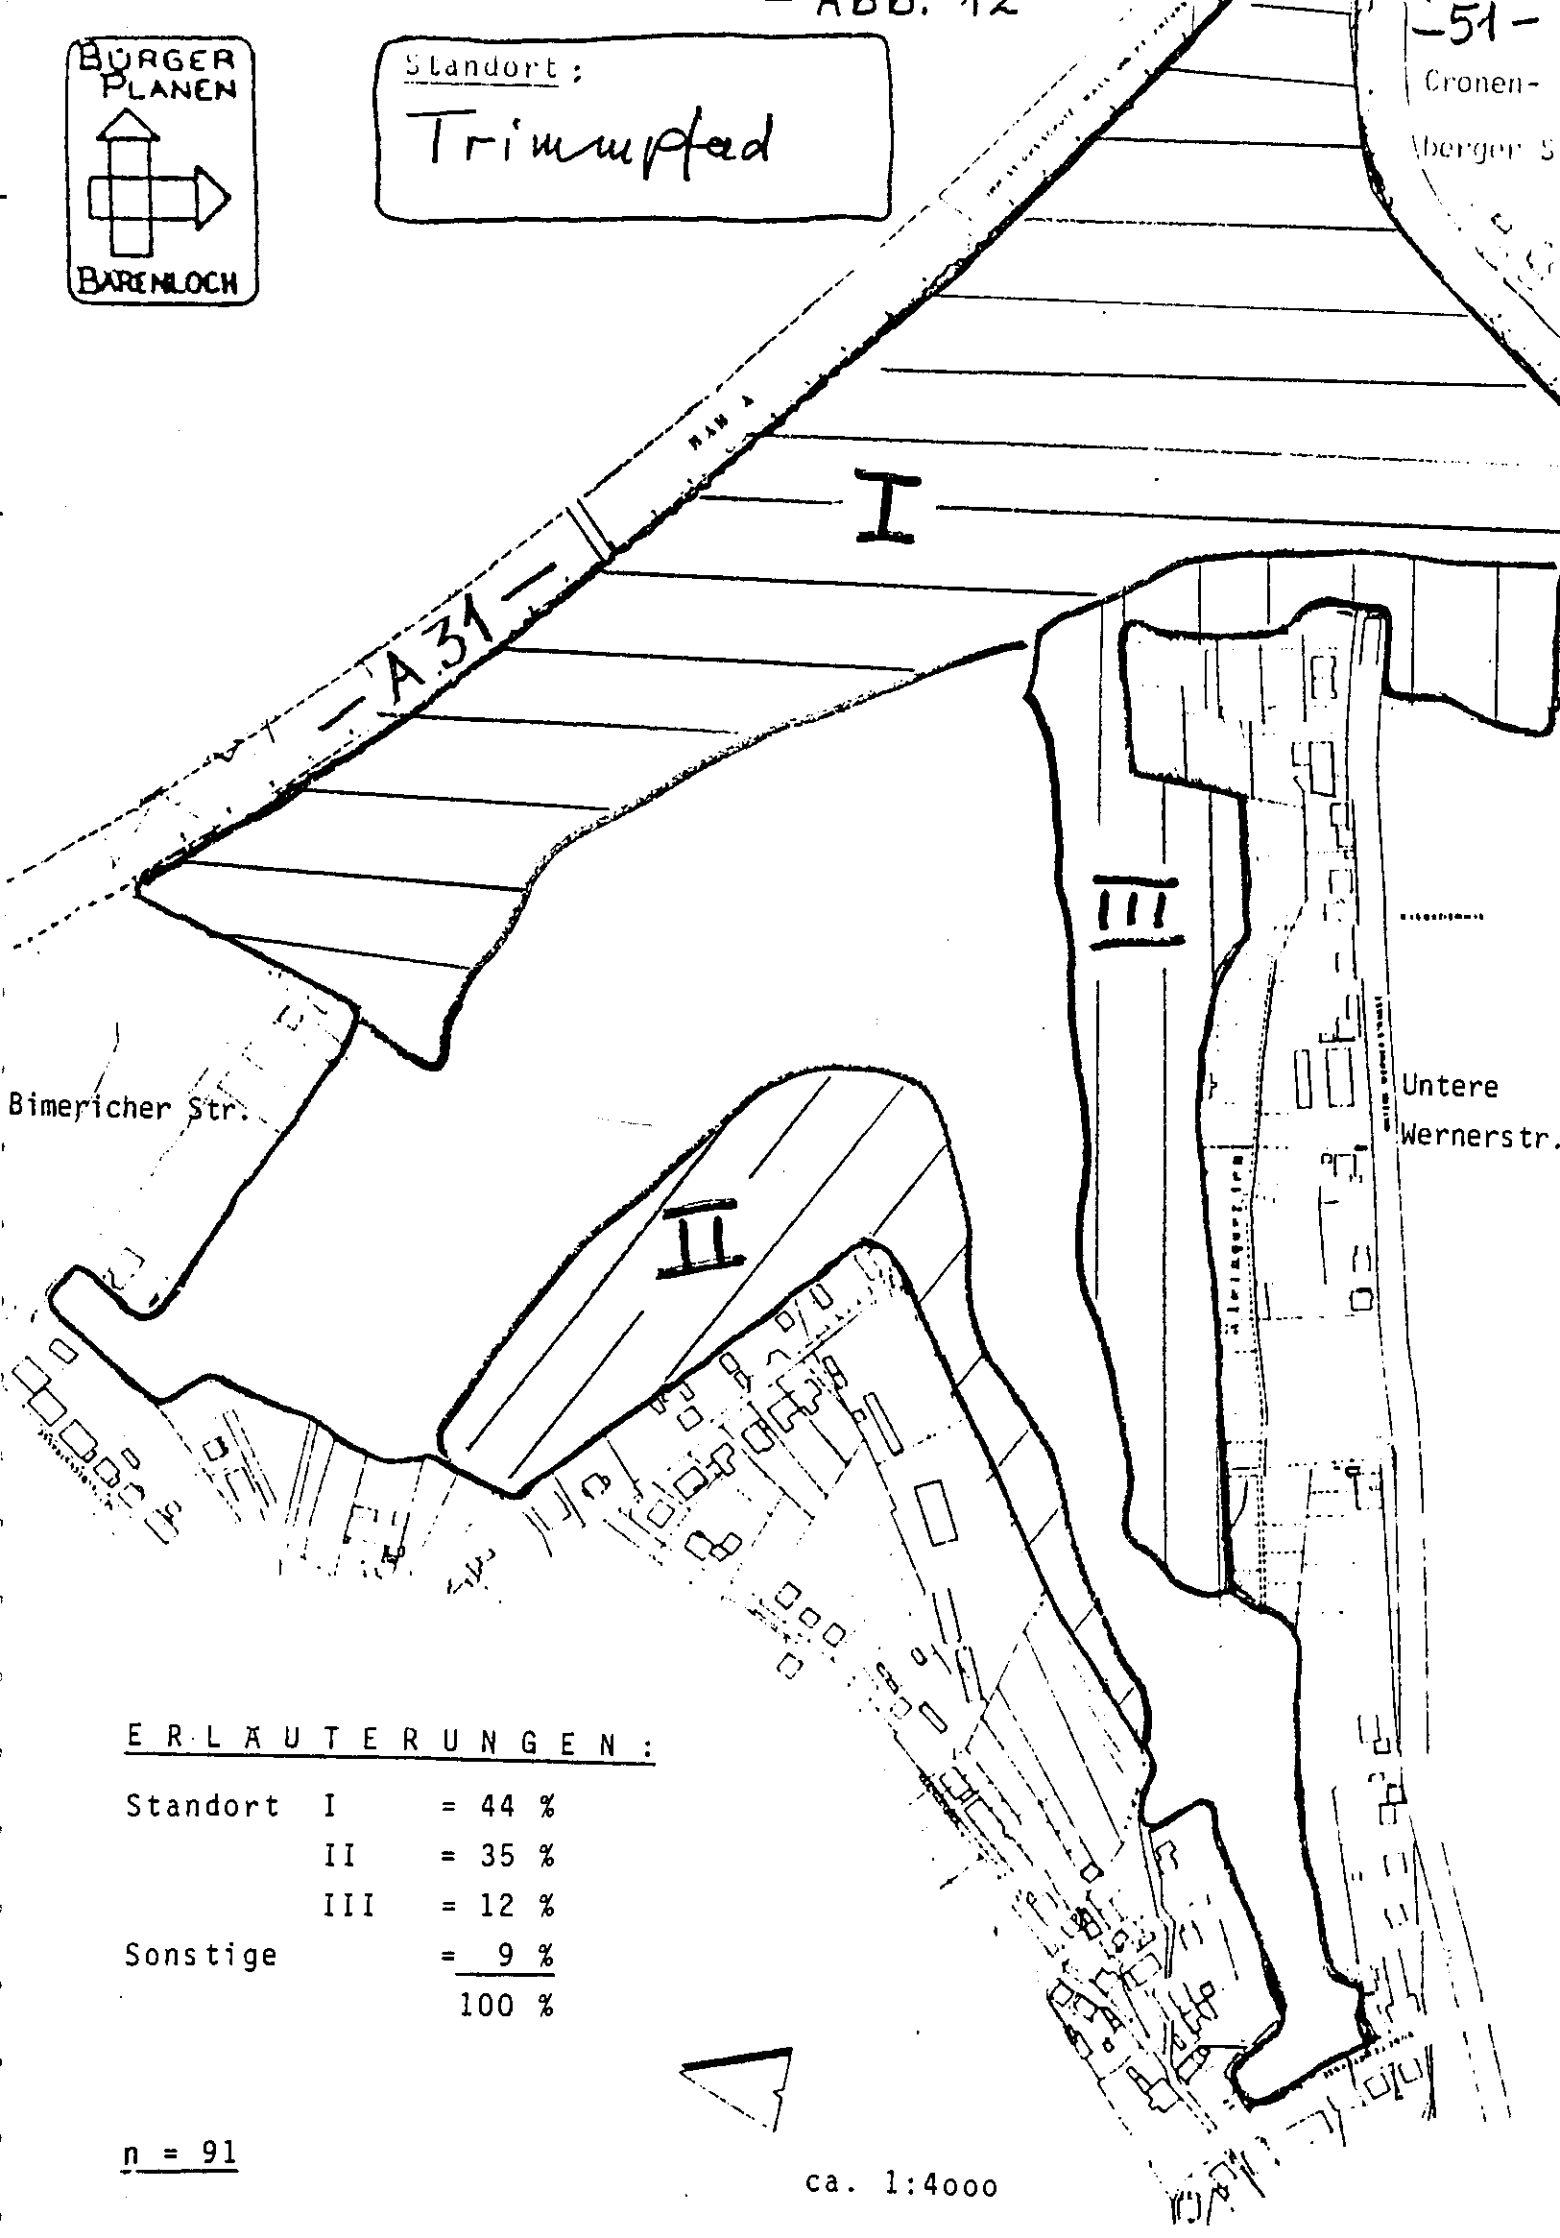 - ABB. 12
-51-
BÜRGER
PLANEN
BÄRENLOCH
Standort:
Trimmpfad
Cronen-
berger S
I
- A 31 -
III
Bimericher Str.
Untere
Wernerstr.
II
Kleingärten
ERLÄUTERUNGEN:
Standort I = 44 %
II = 35 %
III = 12 %
Sonstige = 9 %
100 %
n = 91
ca. 1:4000